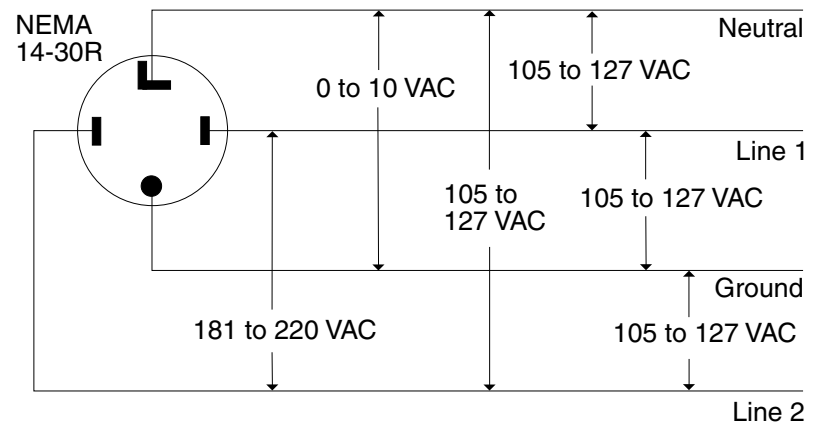 NEMA
14-30R
Neutral
105 to 127 VAC
0 to 10 VAC
Line 1
105 to
127 VAC
105 to 127 VAC
Ground
181 to 220 VAC
105 to 127 VAC
Line 2